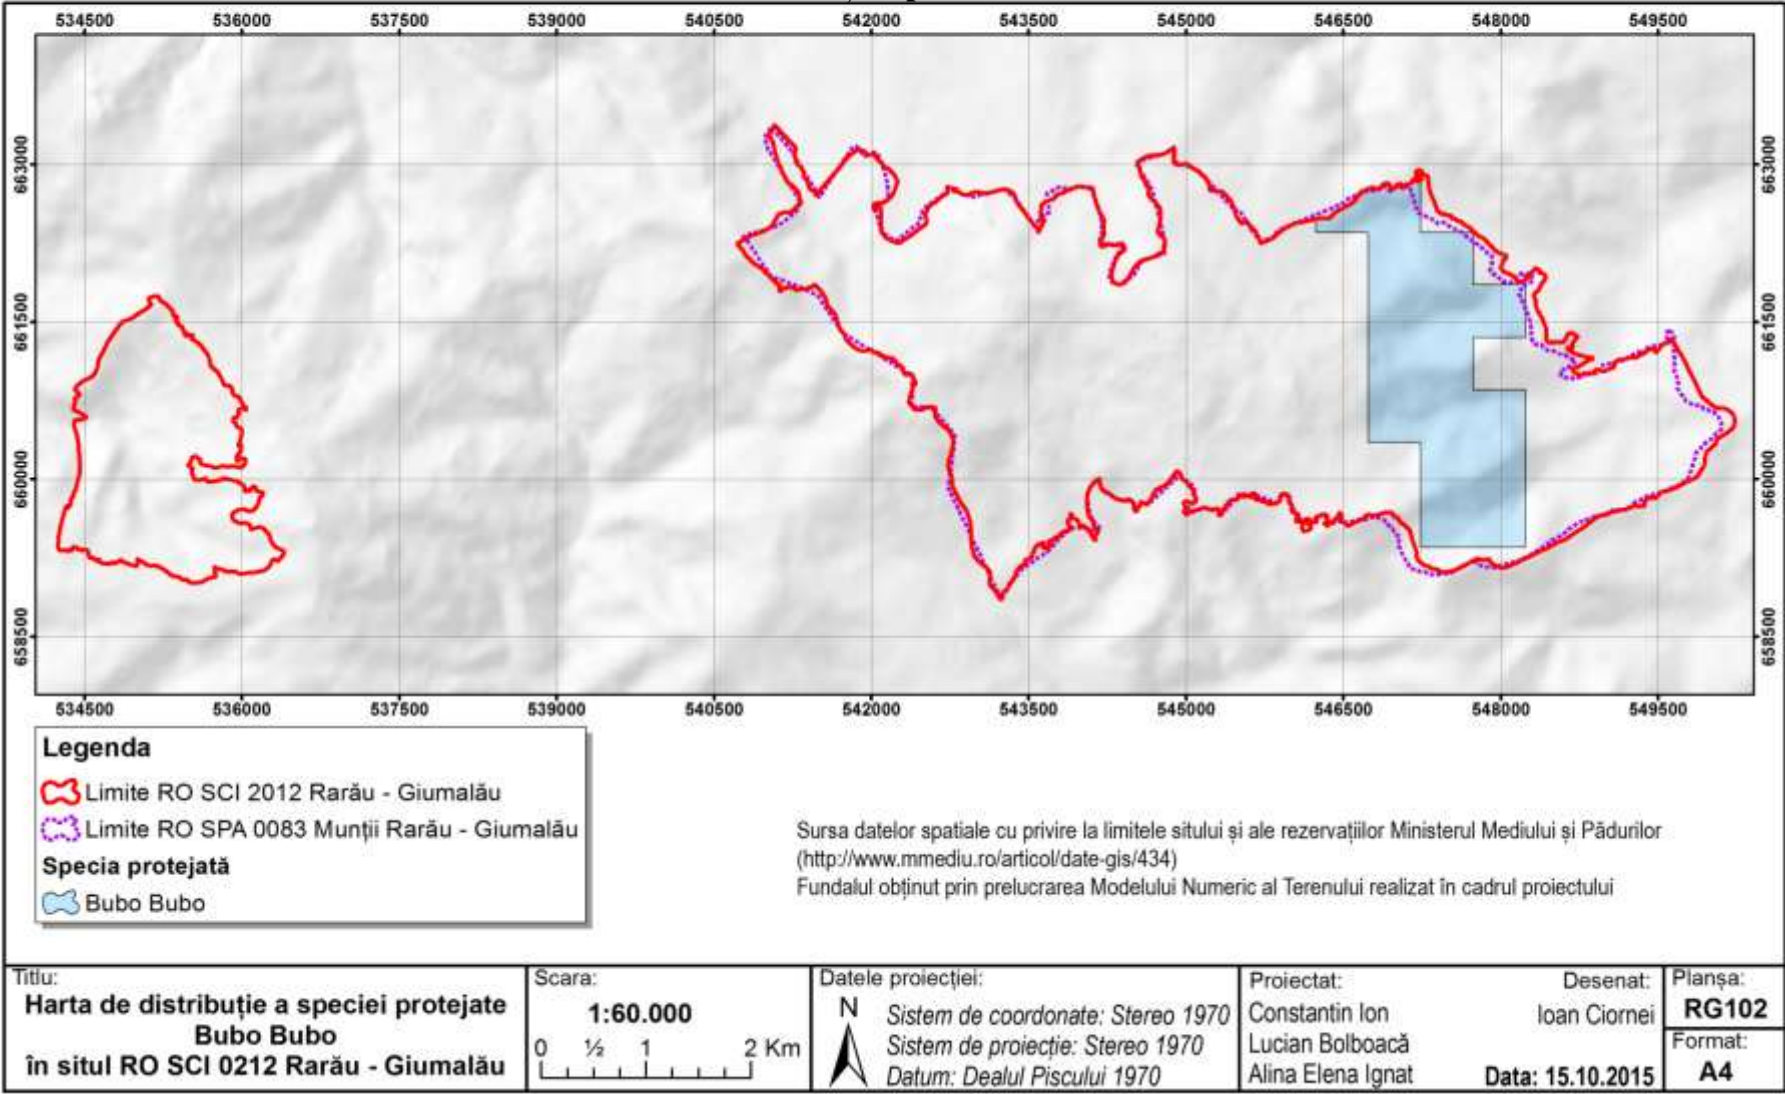 534500 536000 537500 539000 540500 542000 543500 545000 546500 548000 549500
663000 663000
661500 661500
660000 660000
658500 658500
534500 536000 537500 539000 540500 542000 543500 545000 546500 548000 549500
Legenda
Limite RO SCI 2012 Rarău - Giumalău
Limite RO SPA 0083 Munții Rarău - Giumalău
Specia protejată
Bubo Bubo
Sursa datelor spatiale cu privire la limitele sitului și ale rezervațiilor Ministerul Mediului și Pădurilor
(http://www.mmediu.ro/articol/date-gis/434)
Fundalul obținut prin prelucrarea Modelului Numeric al Terenului realizat în cadrul proiectului
Titlu:
Harta de distribuție a speciei protejate
Bubo Bubo
în situl RO SCI 0212 Rarău - Giumalău
Scara:
1:60.000
0 ½ 1 2 Km
Datele proiecției:
N
Sistem de coordonate: Stereo 1970
Sistem de proiecție: Stereo 1970
Datum: Dealul Piscului 1970
Proiectat:
Constantin Ion
Lucian Bolboacă
Alina Elena Ignat
Desenat:
Ioan Ciornei
Data: 15.10.2015
Planșa:
RG102
Format:
A4